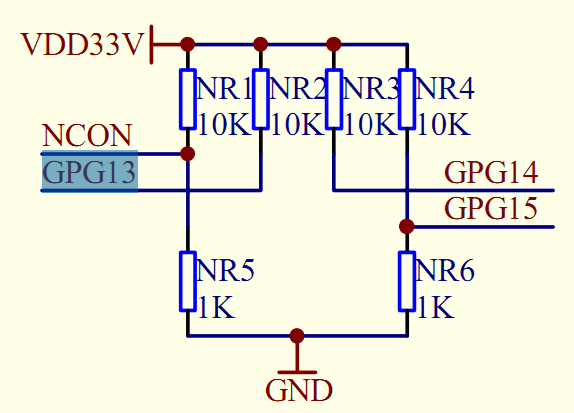 VDD33V
NR1 NR2 NR3 NR4
10K 10K 10K 10K
NCON
GPG13
GPG14
GPG15
NR5 NR6
1K 1K
GND